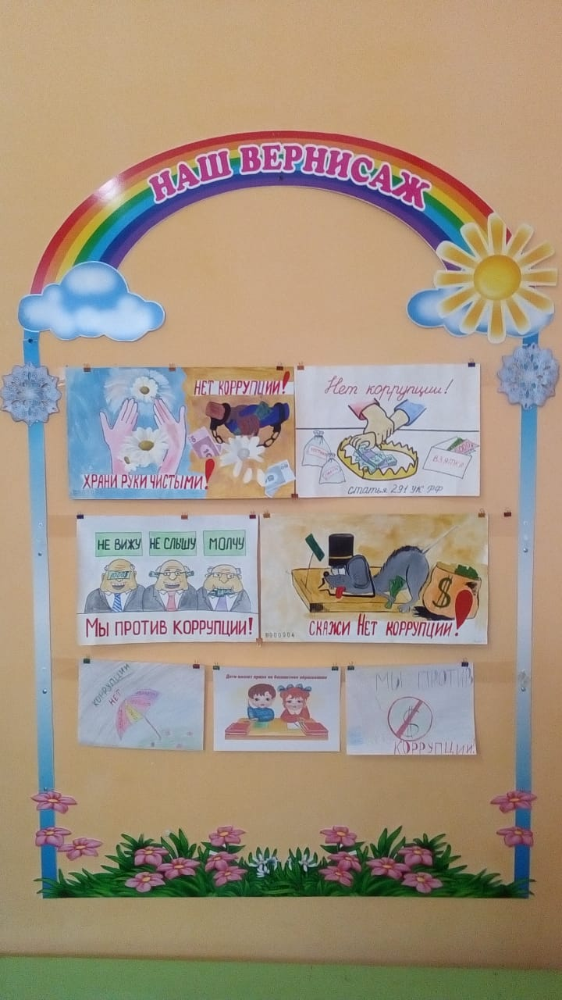 НАШ ВЕРНИСАЖ
НЕТ КОРРУПЦИИ!
ХРАНИ РУКИ ЧИСТЫМИ!
Нет коррупции!
ВЗЯТКА
Статья 291 УК РФ
НЕ ВИЖУ
НЕ СЛЫШУ
МОЛЧУ
1000$
МЫ ПРОТИВ КОРРУПЦИИ!
$
СКАЖИ НЕТ КОРРУПЦИИ!
КОРРУПЦИИ
НЕТ
Дети имеют право на бесплатное образование
МЫ ПРОТИВ
$
КОРРУПЦИИ!